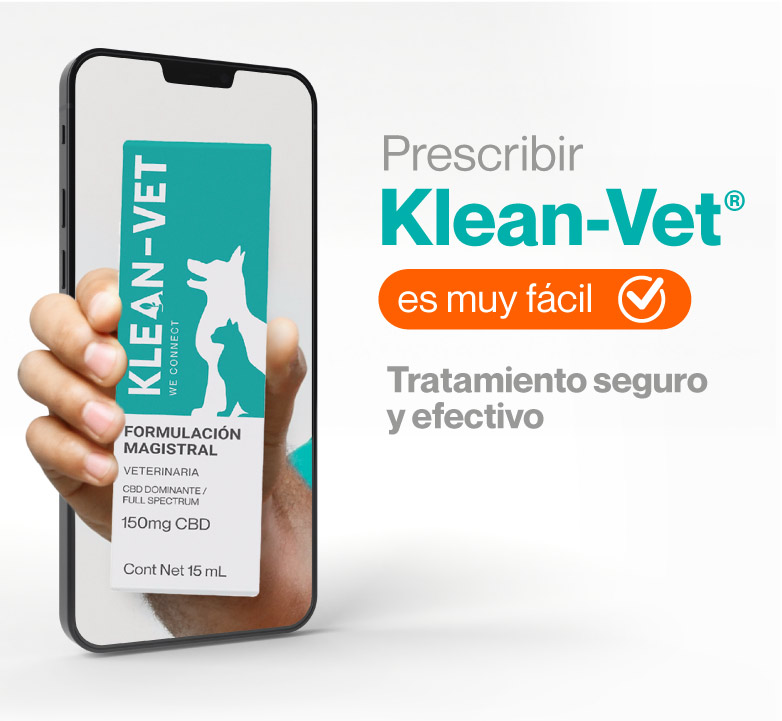 Prescribir
Klean-Vet®
es muy fácil
Tratamiento seguro
y efectivo
KLEAN-VET
WE CONNECT
FORMULACIÓN
MAGISTRAL
VETERINARIA
CBD DOMINANTE /
FULL SPECTRUM
150mg CBD
Cont Net 15 mL